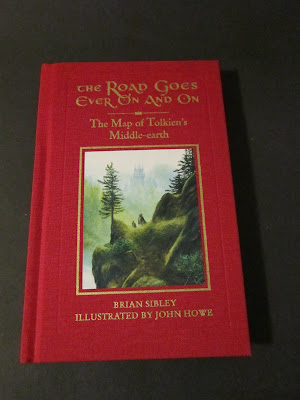 The Road Goes
Ever On And On
The Map of Tolkien's
Middle-earth
BRIAN SIBLEY
ILLUSTRATED BY JOHN HOWE